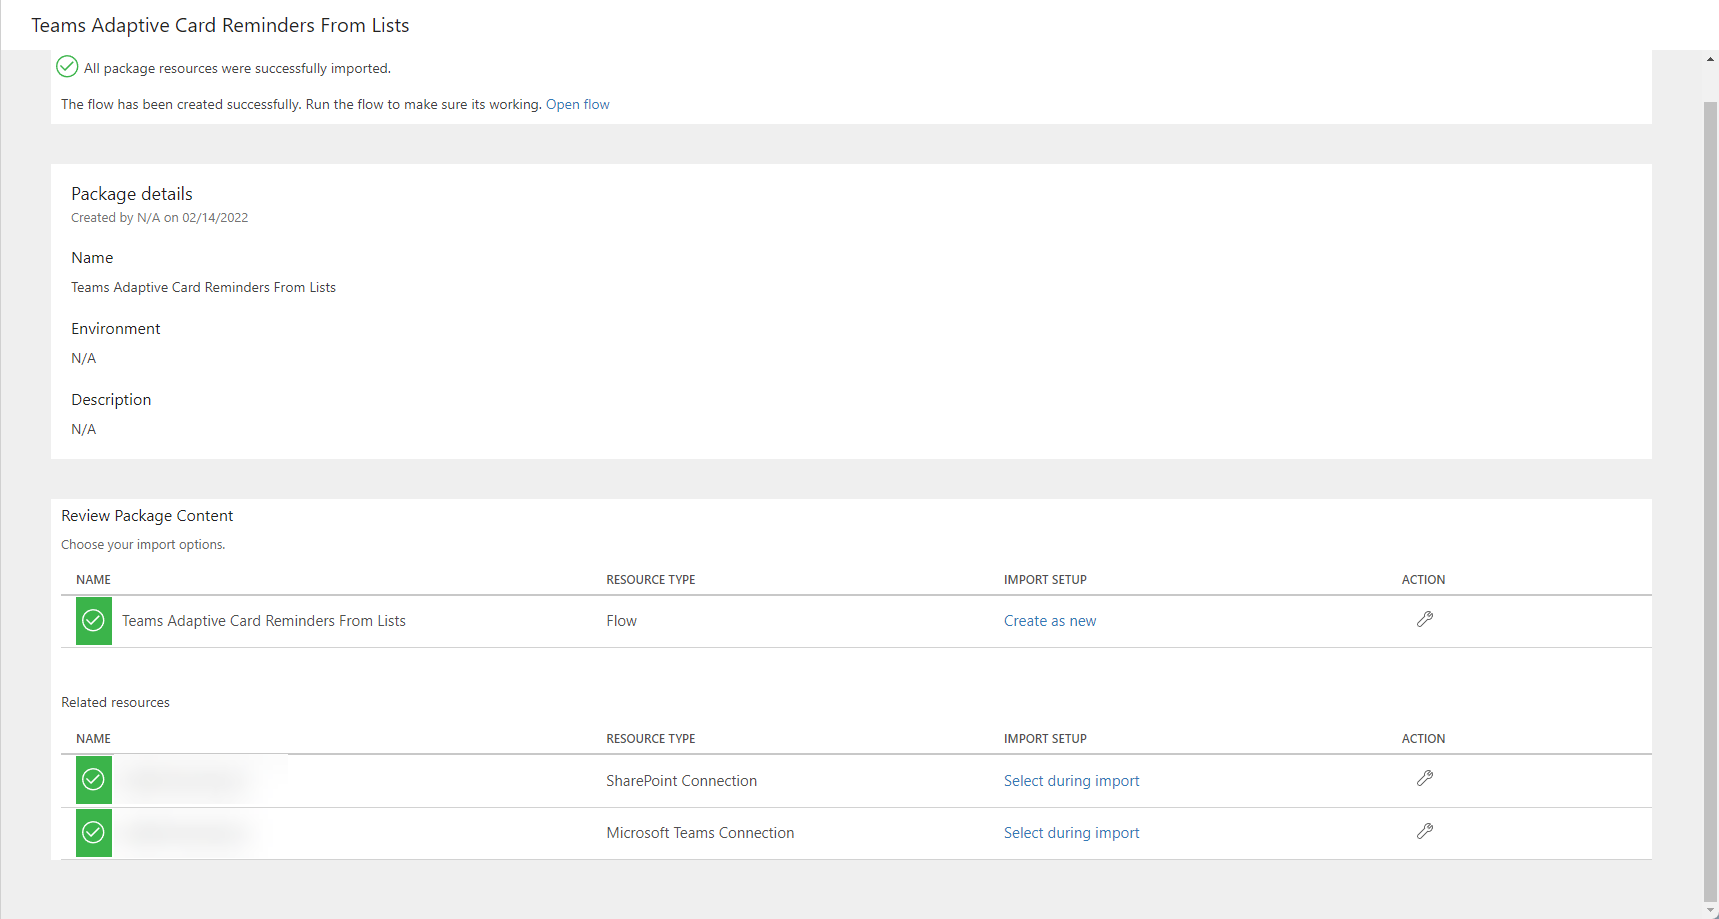 Teams Adaptive Card Reminders From Lists
All package resources were successfully imported.
The flow has been created successfully. Run the flow to make sure its working. Open flow
Package details
Created by N/A on 02/14/2022
Name
Teams Adaptive Card Reminders From Lists
Environment
N/A
Description
N/A
Review Package Content
Choose your import options.
NAME RESOURCE TYPE IMPORT SETUP ACTION
Teams Adaptive Card Reminders From Lists Flow Create as new
Related resources
NAME RESOURCE TYPE IMPORT SETUP ACTION
SharePoint Connection Select during import
Microsoft Teams Connection Select during import